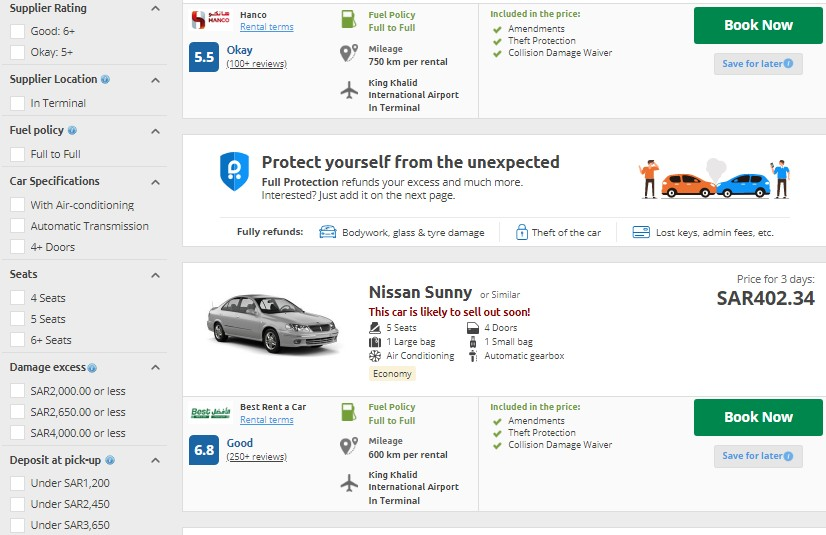 Supplier Rating
Good: 6+
Okay: 5+
Supplier Location
In Terminal
Fuel policy
Full to Full
Car Specifications
With Air-conditioning
Automatic Transmission
4+ Doors
Seats
4 Seats
5 Seats
6+ Seats
Damage excess
SAR2,000.00 or less
SAR2,650.00 or less
SAR4,000.00 or less
Deposit at pick-up
Under SAR1,200
Under SAR2,450
Under SAR3,650
هانكو
HANCO
Hanco
Rental terms
5.5
Okay
(100+ reviews)
Fuel Policy
Full to Full
Mileage
750 km per rental
King Khalid
International Airport
In Terminal
Included in the price:
Amendments
Theft Protection
Collision Damage Waiver
Book Now
Save for later
Protect yourself from the unexpected
Full Protection refunds your excess and much more.
Interested? Just add it on the next page.
Fully refunds:
Bodywork, glass & tyre damage
Theft of the car
Lost keys, admin fees, etc.
Nissan Sunny or Similar
This car is likely to sell out soon!
5 Seats
4 Doors
1 Large bag
1 Small bag
Air Conditioning
Automatic gearbox
Economy
Price for 3 days:
SAR402.34
Best الأفضل
Best Rent a Car
Rental terms
6.8
Good
(250+ reviews)
Fuel Policy
Full to Full
Mileage
600 km per rental
King Khalid
International Airport
In Terminal
Included in the price:
Amendments
Theft Protection
Collision Damage Waiver
Book Now
Save for later